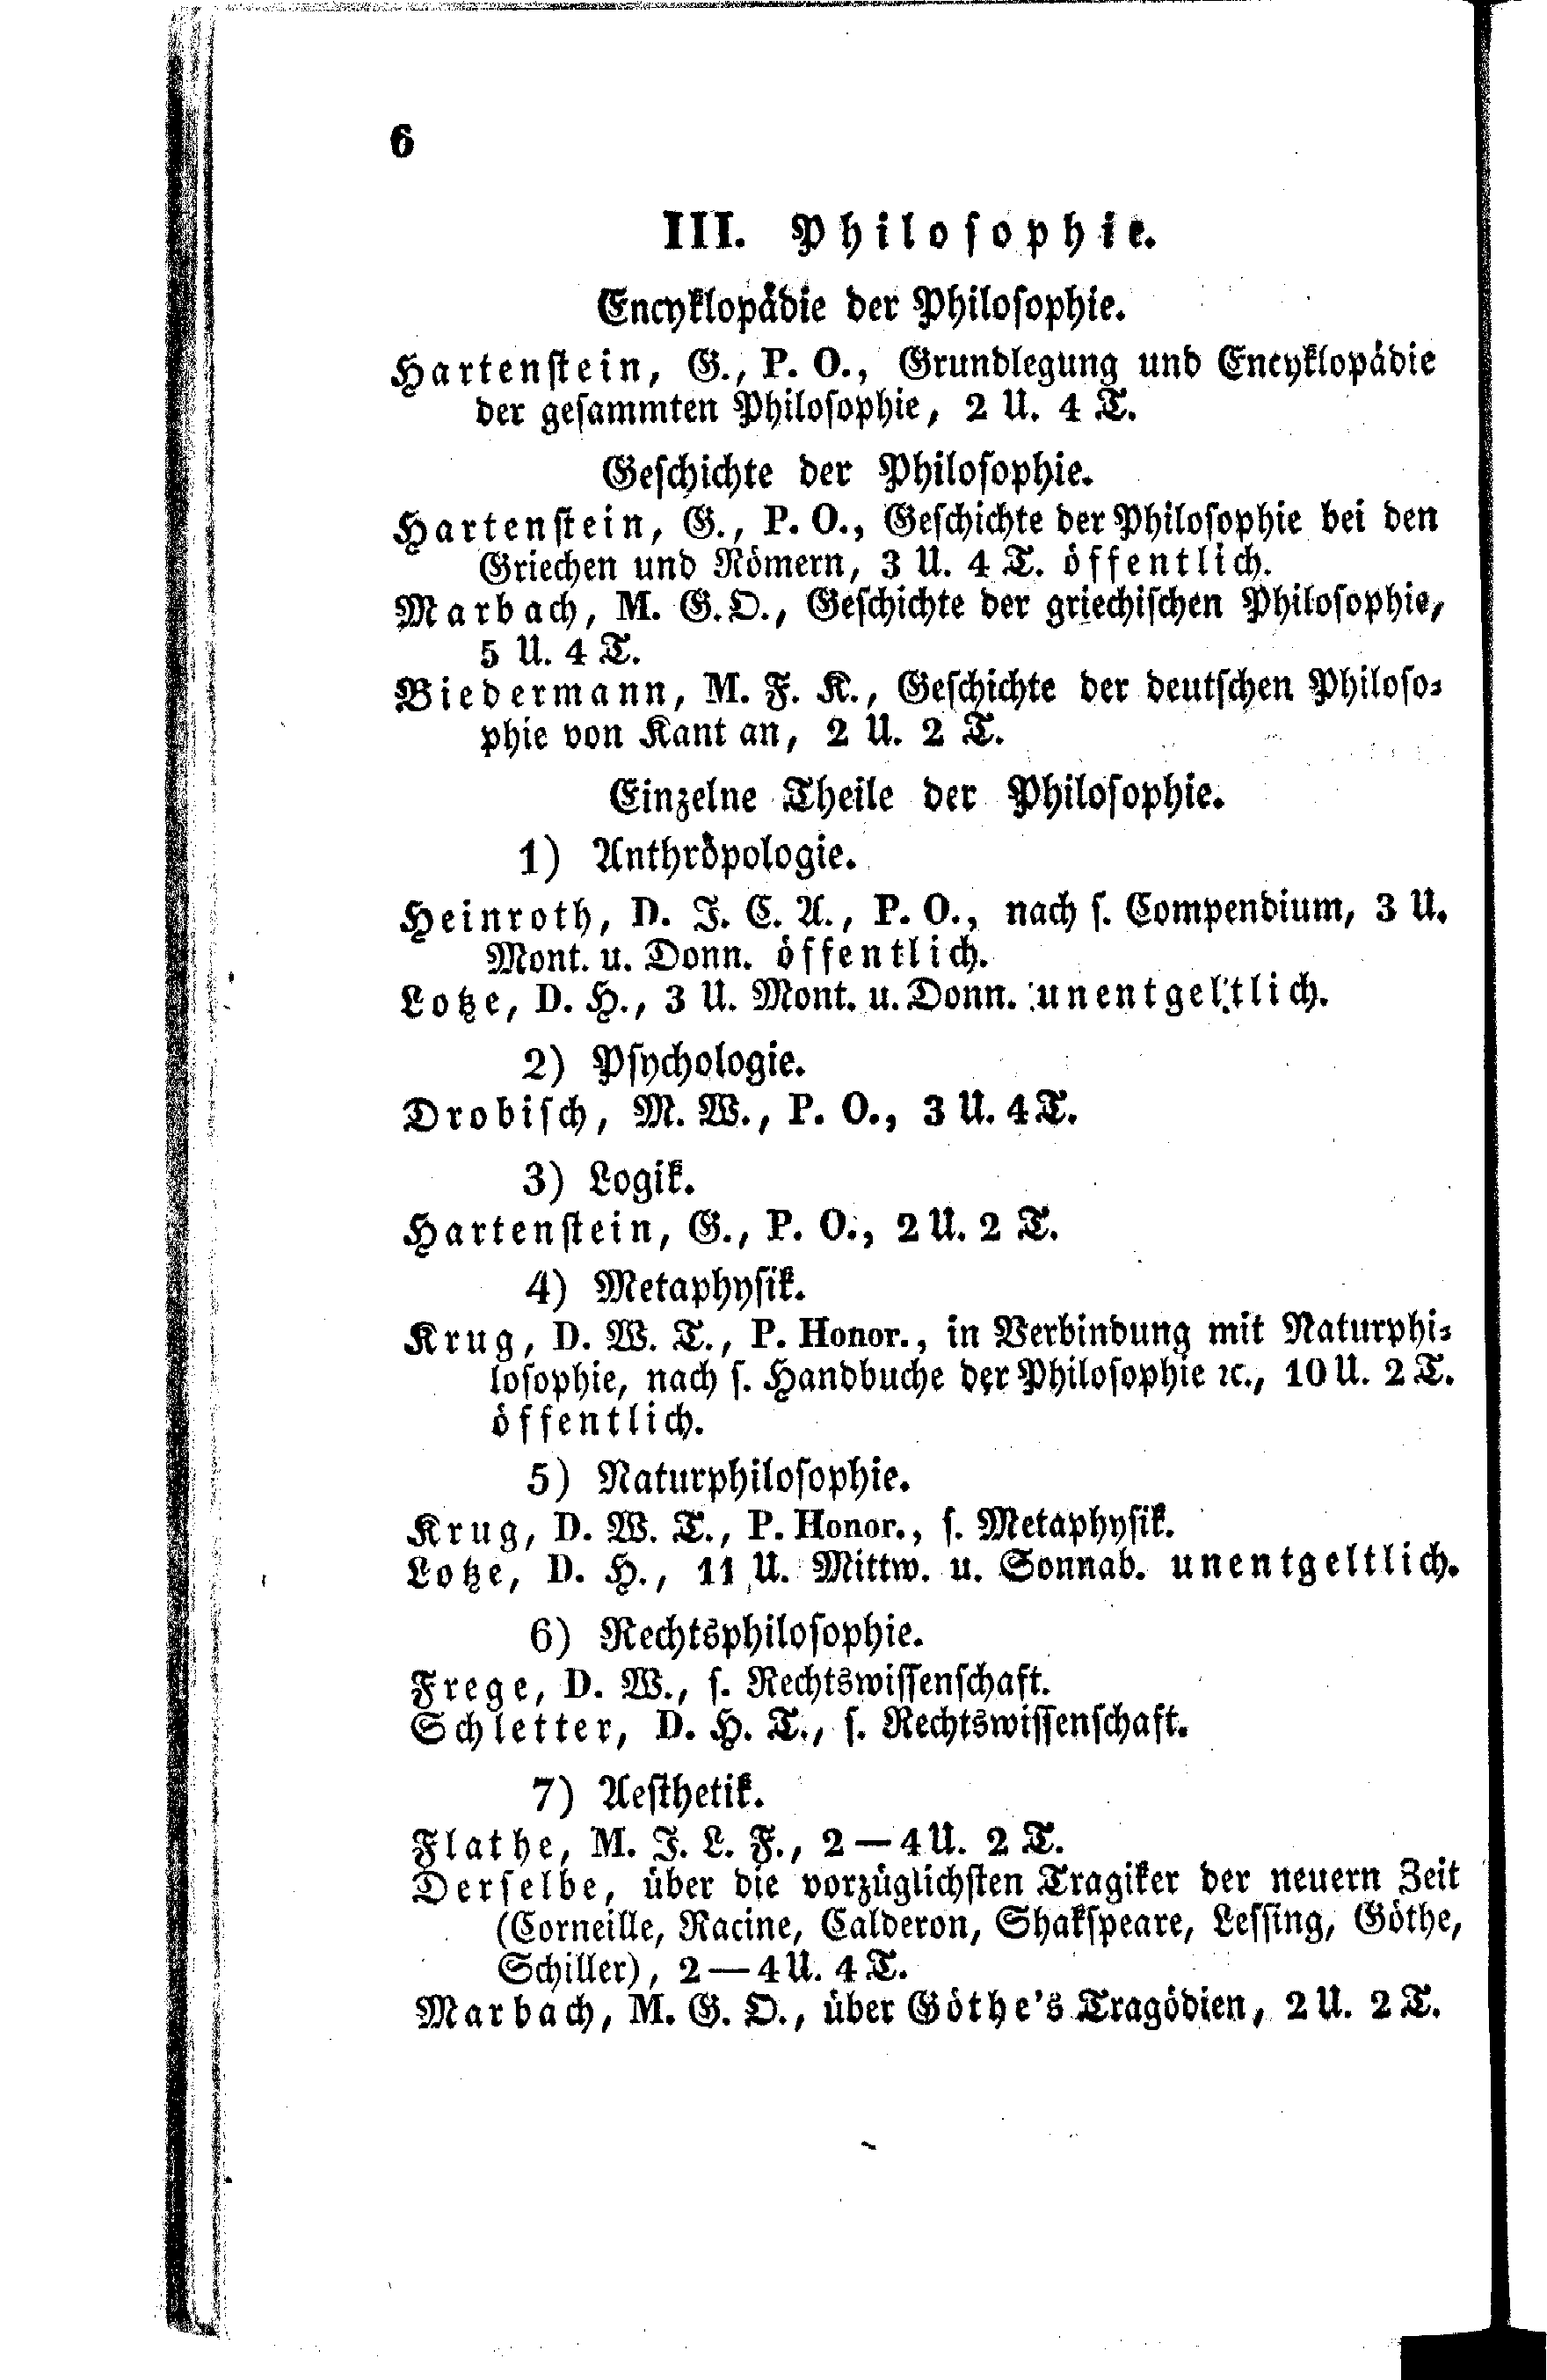 6
III. Philosophie.
Encyklopädie der Philosophie.
Hartenstein, G., P. O., Grundlegung und Encyklopädie
der gesammten Philosophie, 2 U. 4 T.
Geschichte der Philosophie.
Hartenstein, G., P. O., Geschichte der Philosophie bei den
Griechen und Römern, 3 U. 4 T. öffentlich.
Marbach, M. G. O., Geschichte der griechischen Philosophie,
5 U. 4 T.
Biedermann, M. F. K., Geschichte der deutschen Philoso-
phie von Kant an, 2 U. 2 T.
Einzelne Theile der Philosophie.
1) Anthropologie.
Heinroth, D. J. C. A., P. O., nach s. Compendium, 3 U.
Mont. u. Donn. öffentlich.
Lotze, D. H., 3 U. Mont. u. Donn. unentgeltlich.
2) Psychologie.
Drobisch, M. W., P. O., 3 U. 4 T.
3) Logik.
Hartenstein, G., P. O., 2 U. 2 T.
4) Metaphysik.
Krug, D. W. T., P. Honor., in Verbindung mit Naturphi-
losophie, nach s. Handbuche der Philosophie ꝛc., 10 U. 2 T.
öffentlich.
5) Naturphilosophie.
Krug, D. W. T., P. Honor., s. Metaphysik.
Lotze, D. H., 11 U. Mittw. u. Sonnab. unentgeltlich.
6) Rechtsphilosophie.
Frege, D. W., s. Rechtswissenschaft.
Schletter, D. H. T., s. Rechtswissenschaft.
7) Aesthetik.
Flathe, M. J. L. F., 2—4 U. 2 T.
Derselbe, über die vorzüglichsten Tragiker der neuern Zeit
(Corneille, Racine, Calderon, Shakspeare, Lessing, Göthe,
Schiller), 2—4 U. 4 T.
Marbach, M. G. O., über Göthe's Tragödien, 2 U. 2 T.